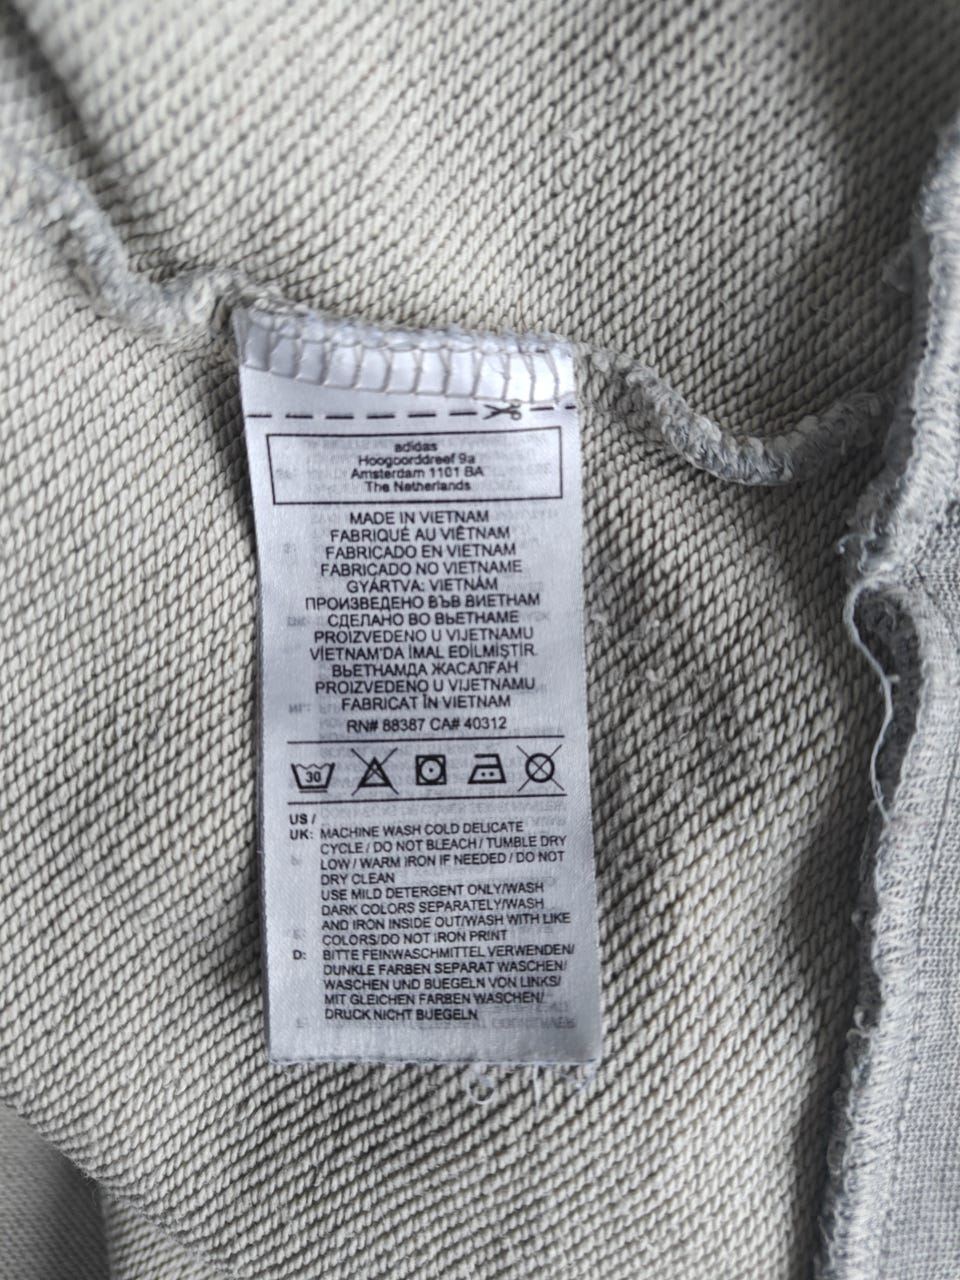 adidas
Hoogoorddreef 9a
Amsterdam 1101 BA
The Netherlands
MADE IN VIETNAM
FABRIQUÉ AU VIÊTNAM
FABRICADO EN VIETNAM
FABRICADO NO VIETNAME
GYÁRTVA: VIETNÁM
ПРОИЗВЕДЕНО ВЪВ ВИЕТНАМ
СДЕЛАНО ВО ВЬЕТНАМЕ
PROIZVEDENO U VIJETNAMU
VİETNAM'DA İMAL EDİLMİŞTİR.
ВЬЕТНАМДА ЖАСАЛҒАН
PROIZVEDENO U VIJETNAMU
FABRICAT ÎN VIETNAM
RN# 88387 CA# 40312
30
US /
UK: MACHINE WASH COLD DELICATE
CYCLE / DO NOT BLEACH / TUMBLE DRY
LOW / WARM IRON IF NEEDED / DO NOT
DRY CLEAN
USE MILD DETERGENT ONLY/WASH
DARK COLORS SEPARATELY/WASH
AND IRON INSIDE OUT/WASH WITH LIKE
COLORS/DO NOT IRON PRINT
D: BITTE FEINWASCHMITTEL VERWENDEN/
DUNKLE FARBEN SEPARAT WASCHEN/
WASCHEN UND BUEGELN VON LINKS/
MIT GLEICHEN FARBEN WASCHEN/
DRUCK NICHT BUEGELN